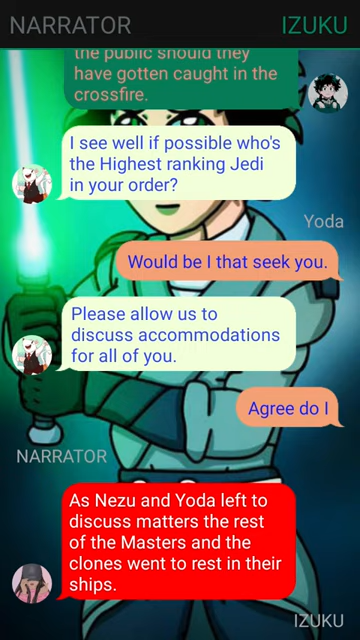 NARRATOR
IZUKU
the public should they
have gotten caught in the
crossfire.
I see well if possible who's
the Highest ranking Jedi
in your order?
Yoda
Would be I that seek you.
Please allow us to
discuss accommodations
for all of you.
Agree do I
NARRATOR
As Nezu and Yoda left to
discuss matters the rest
of the Masters and the
clones went to rest in their
ships.
IZUKU